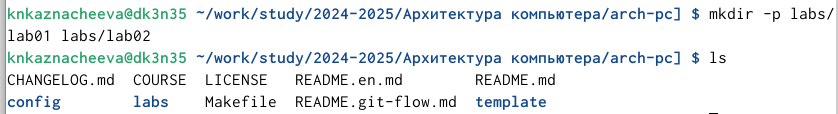 knkaznacheeva@dk3n35 ~/work/study/2024-2025/Архитектура компьютера/arch-pc] $ mkdir -p labs/
lab01 labs/lab02
knkaznacheeva@dk3n35 ~/work/study/2024-2025/Архитектура компьютера/arch-pc] $ ls
CHANGELOG.md  COURSE  LICENSE   README.en.md        README.md
config        labs    Makefile  README.git-flow.md  template